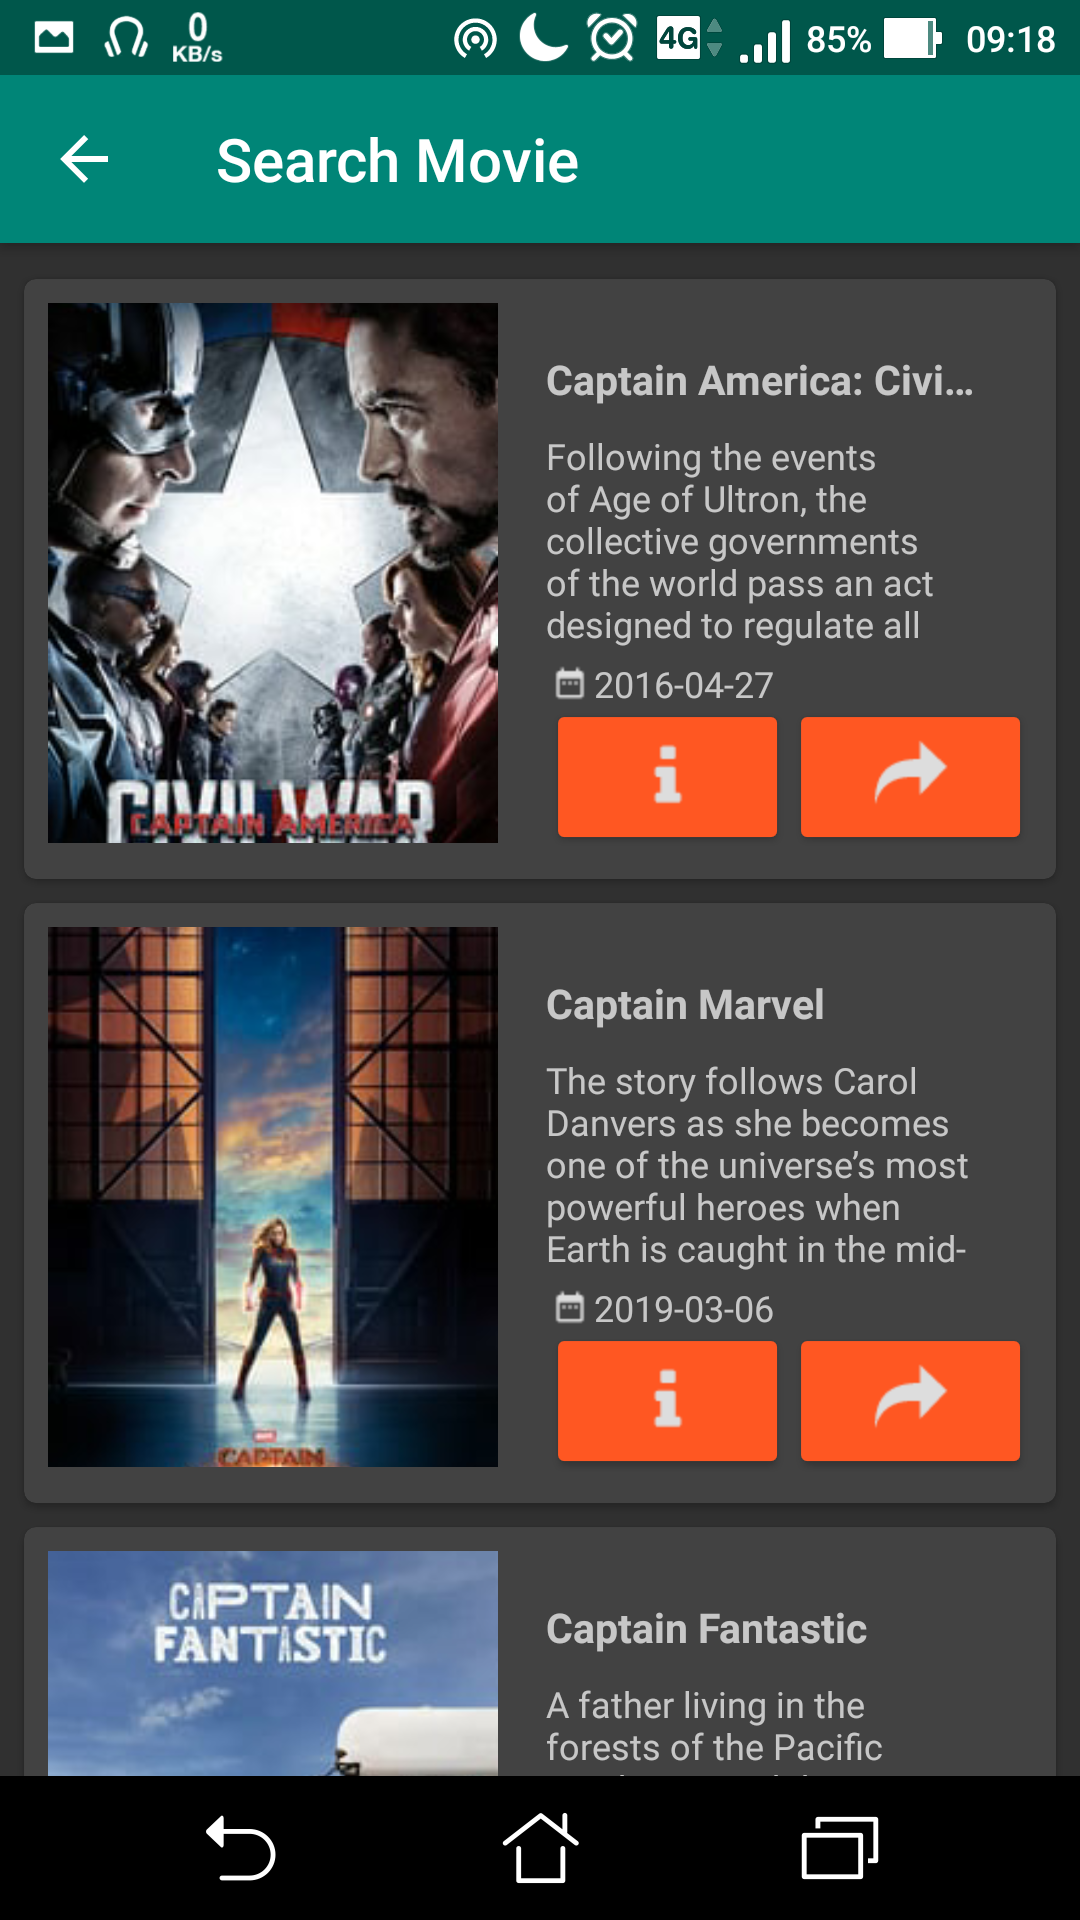 0
KB/s
4G
85%
09:18
Search Movie
CIVIL WAR
CAPTAIN AMERICA
Captain America: Civi...
Following the events
of Age of Ultron, the
collective governments
of the world pass an act
designed to regulate all
2016-04-27
CAPTAIN
Captain Marvel
The story follows Carol
Danvers as she becomes
one of the universe’s most
powerful heroes when
Earth is caught in the mid-
2019-03-06
CAPTAIN
FANTASTIC
Captain Fantastic
A father living in the
forests of the Pacific